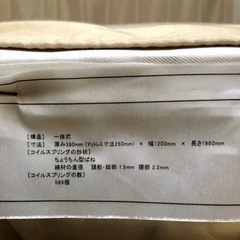 [構造] 一体式
[寸法] 厚み380mm(マットレス寸法250mm) × 幅1200mm × 長さ1960mm
[コイルスプリングの形状]
ちょうちん型ばね
線材の直径 頭部・脚部 1.9mm 腰部 2.2mm
[コイルスプリングの数]
589個